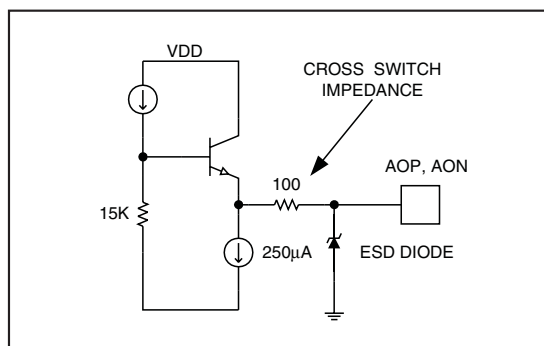 VDD
CROSS SWITCH
IMPEDANCE
AOP, AON
100
15K
250µA
ESD DIODE